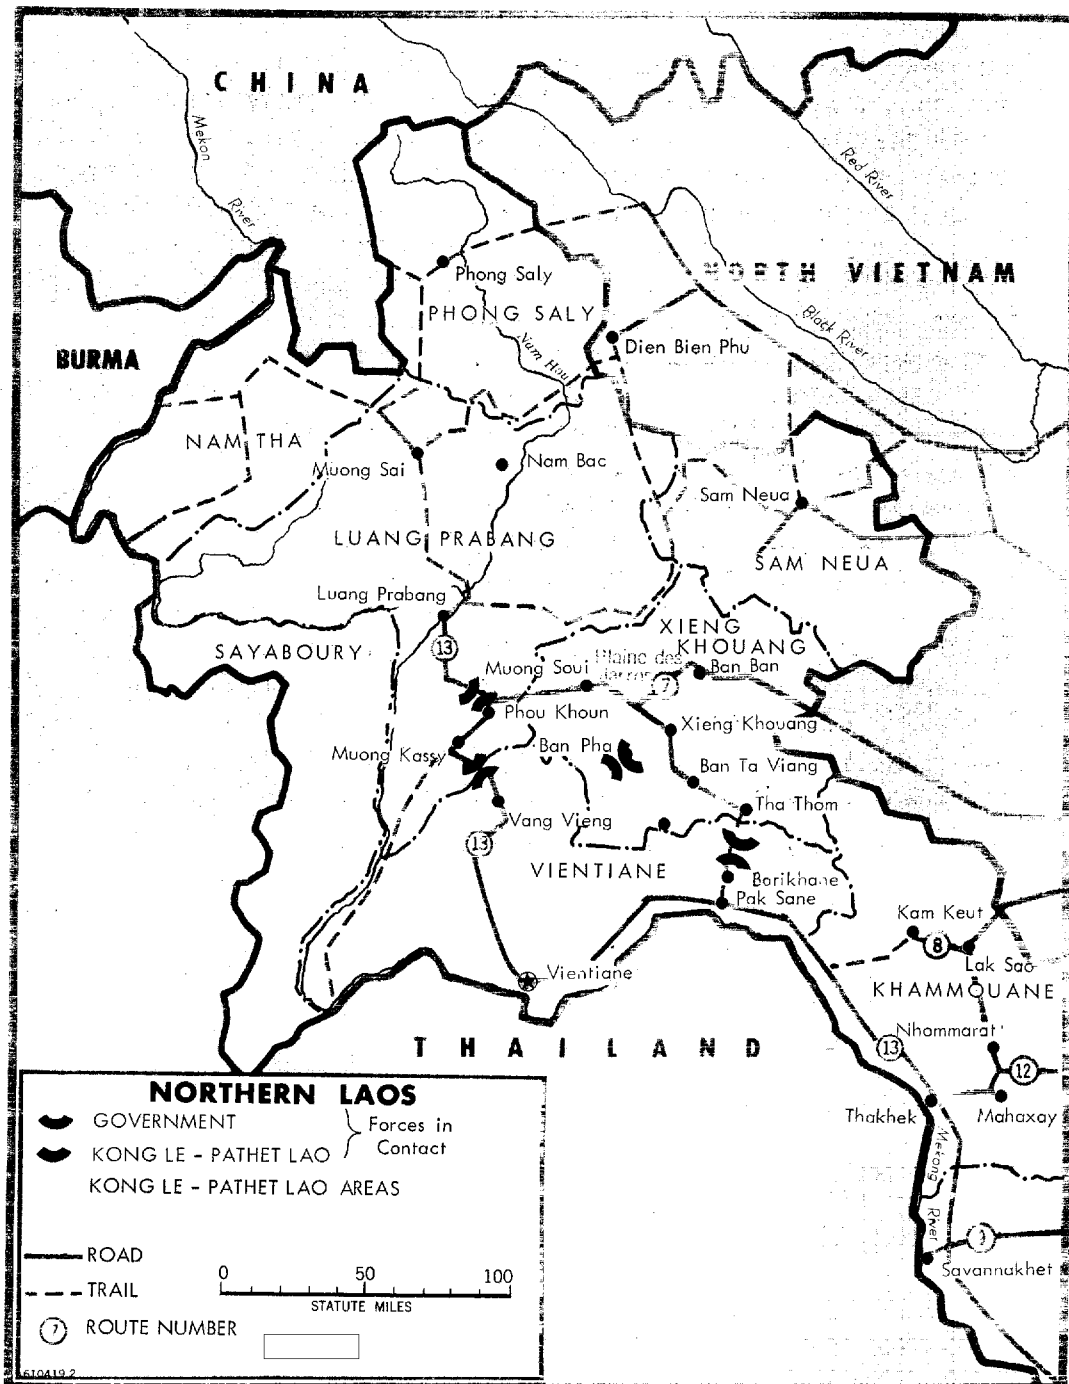 CHINA
Mekon
River
Red River
NORTH VIETNAM
Phong Saly
PHONG SALY
Black River
BURMA
Nam Hou
Dien Bien Phu
NAM THA
Muong Sai
Nam Bac
Sam Neua
LUANG PRABANG
SAM NEUA
Luang Prabang
XIENG
KHOUANG
SAYABOURY
13
Muong Soui
Plaine des
Jarres
Ban Ban
7
Phou Khoun
Xieng Khouang
Muong Kassy
Ban Pha
Ban Ta Viang
Tha Thom
Vang Vieng
13
VIENTIANE
Borikhane
Pak Sane
Kam Keut
8
Lak Sao
Vientiane
KHAMMOUANE
Nhommarat
THAILAND
13
12
Thakhek
Mahaxay
Mekong
River
Savannakhet
NORTHERN LAOS
GOVERNMENT
KONG LE - PATHET LAO
Forces in
Contact
KONG LE - PATHET LAO AREAS
ROAD
TRAIL
0 50 100
STATUTE MILES
7 ROUTE NUMBER
610419 2